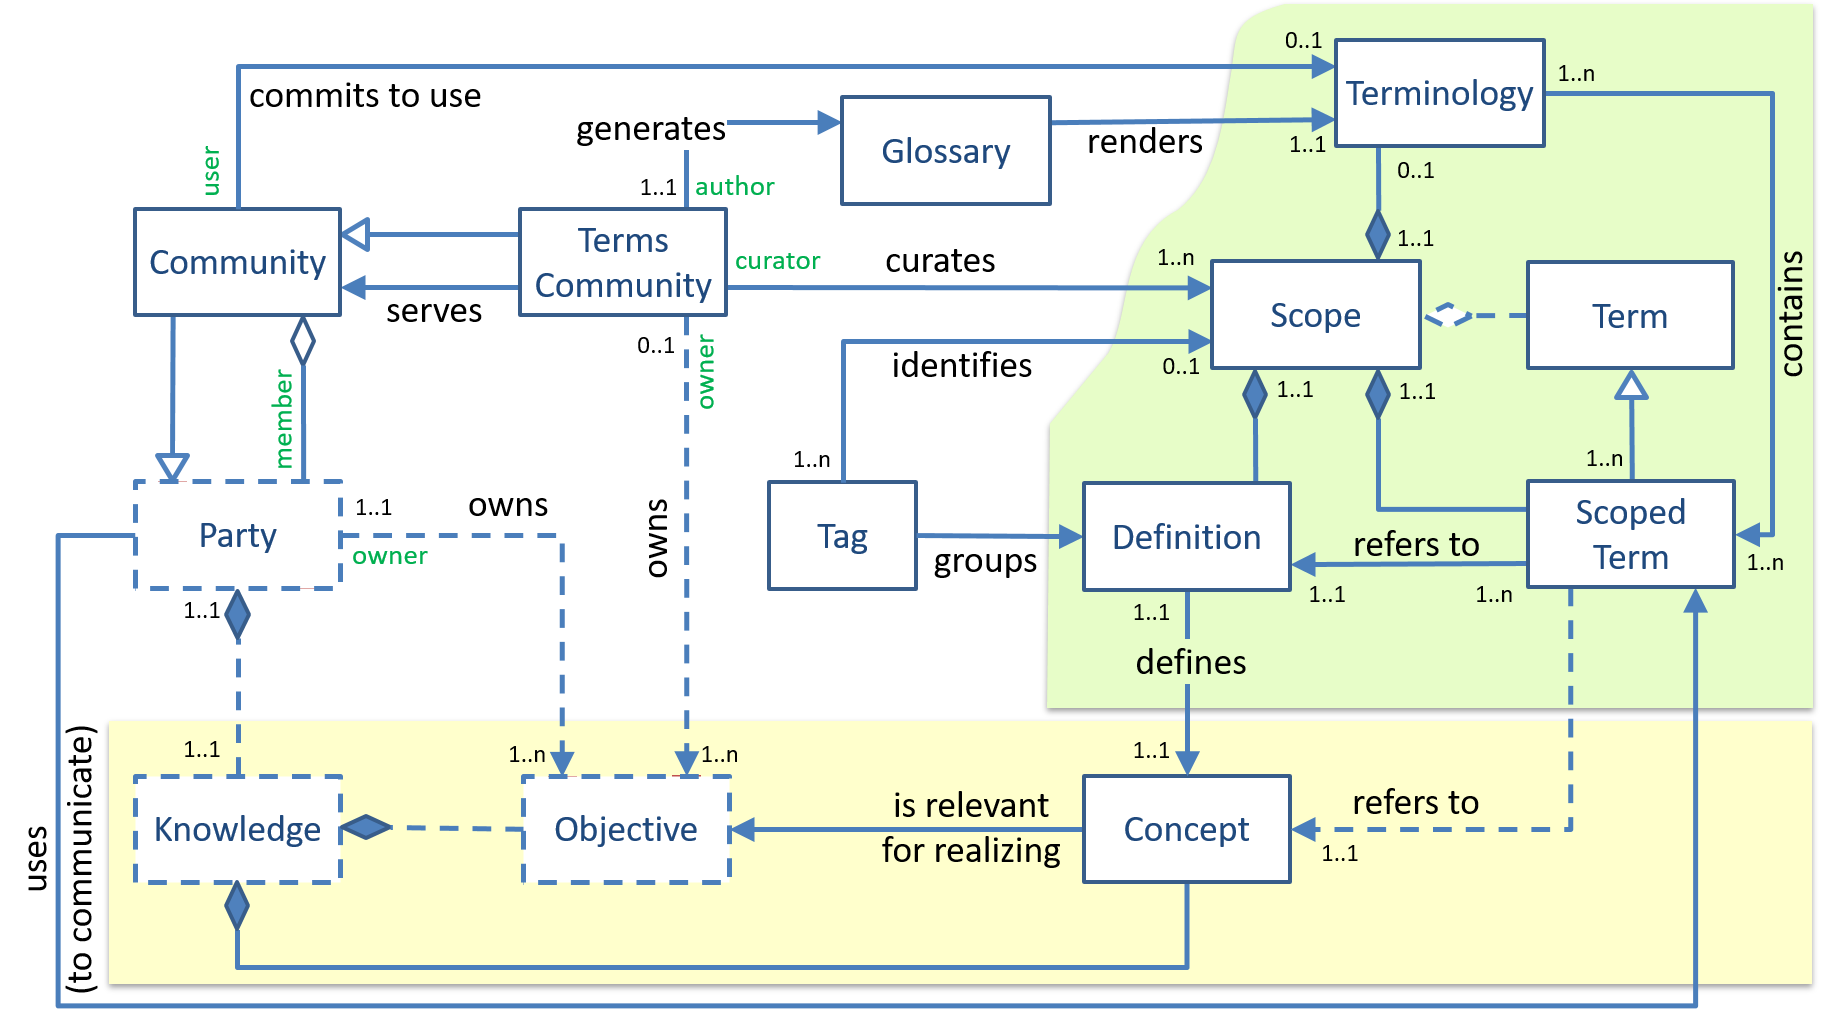 0..1
1..n
Terminology
commits to use
generates
Glossary
renders
1..1
user
1..1
author
0..1
Community
Terms
Community
curator
curates
1..n
1..1
Scope
Term
contains
serves
0..1
owner
identifies
0..1
1..1
1..1
member
1..n
1..n
Party
1..1
owns
owner
owns
Tag
groups
Definition
refers to
Scoped
Term
1..n
1..1
1..1
1..1
1..n
defines
uses
(to communicate)
1..1
1..n
1..n
1..1
Knowledge
Objective
is relevant
for realizing
Concept
refers to
1..1